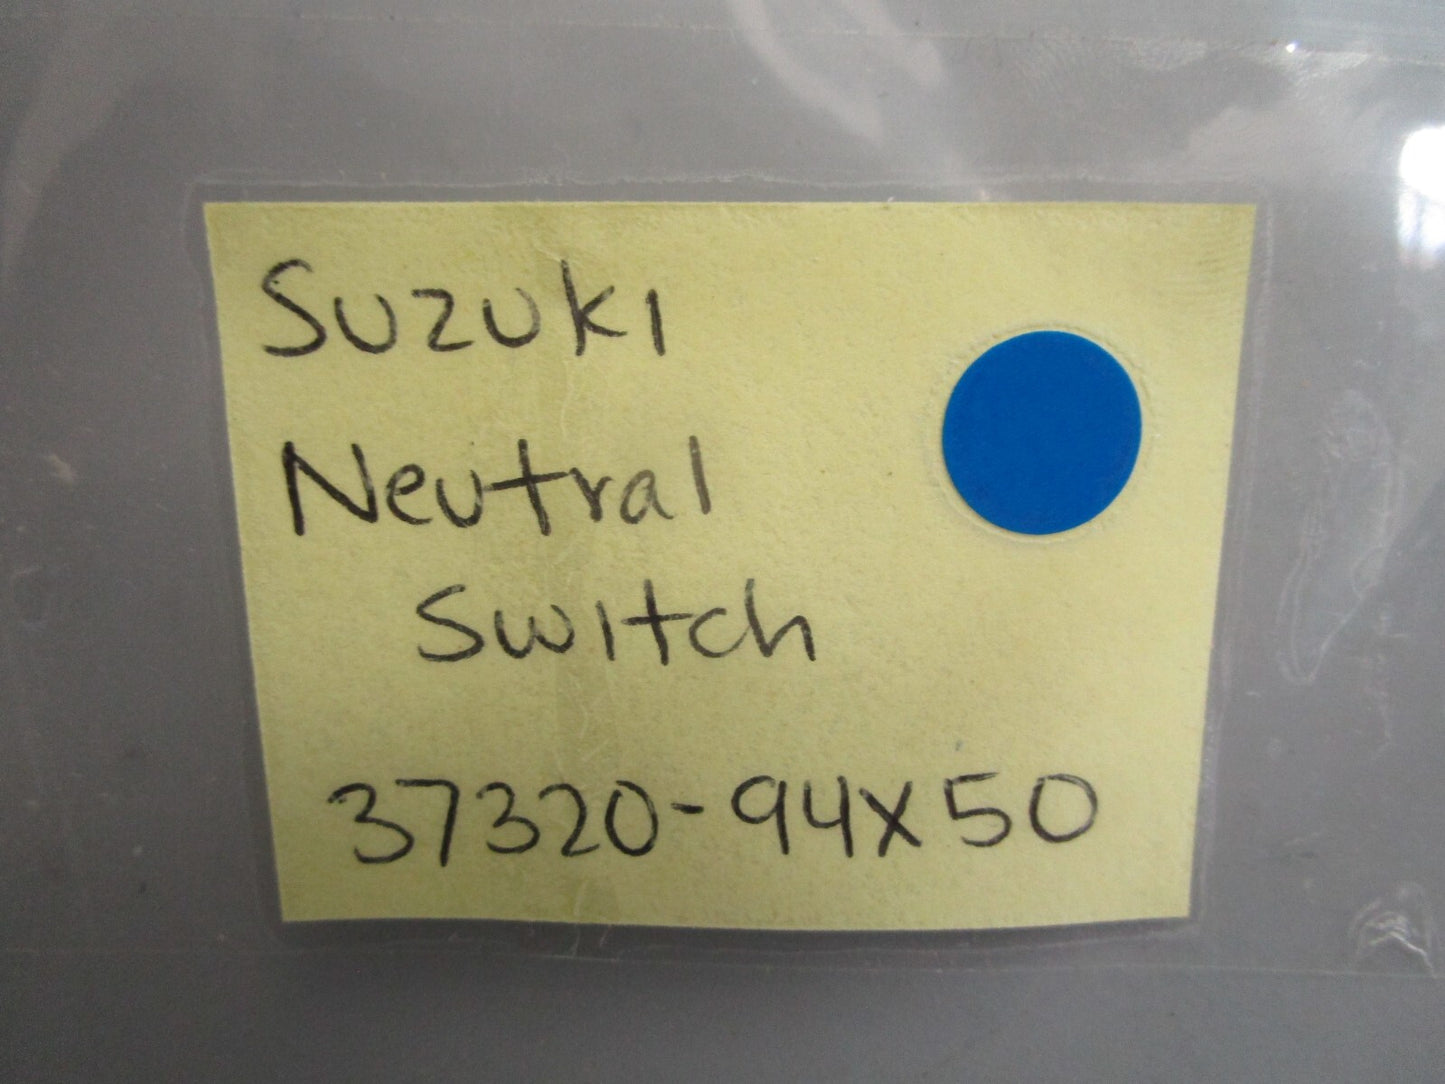 Suzuki
Neutral
Switch
37320-94X50